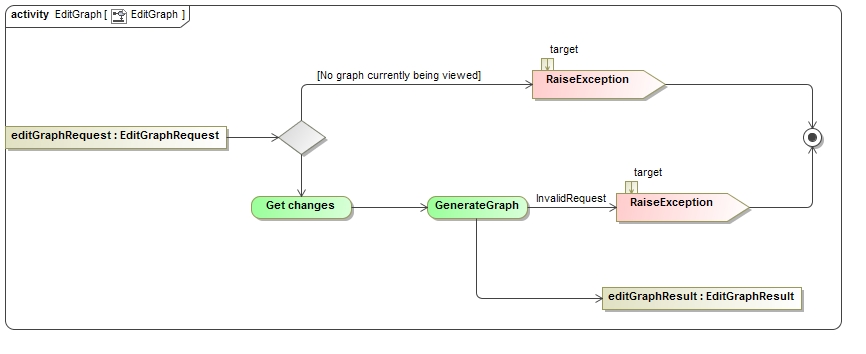 activity EditGraph [ EditGraph ]
target
[No graph currently being viewed]
RaiseException
editGraphRequest : EditGraphRequest
target
InvalidRequest
RaiseException
Get changes
GenerateGraph
editGraphResult : EditGraphResult